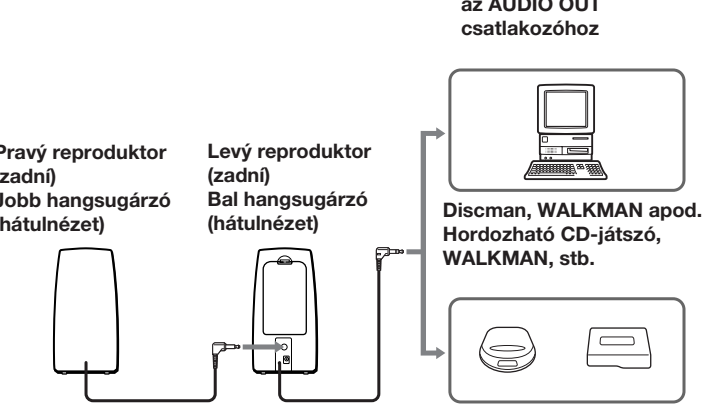 az AUDIO OUT
csatlakozóhoz
Pravý reproduktor
(zadní)
Jobb hangsugárzó
(hátulnézet)
Levý reproduktor
(zadní)
Bal hangsugárzó
(hátulnézet)
Discman, WALKMAN apod.
Hordozható CD-játszó,
WALKMAN, stb.